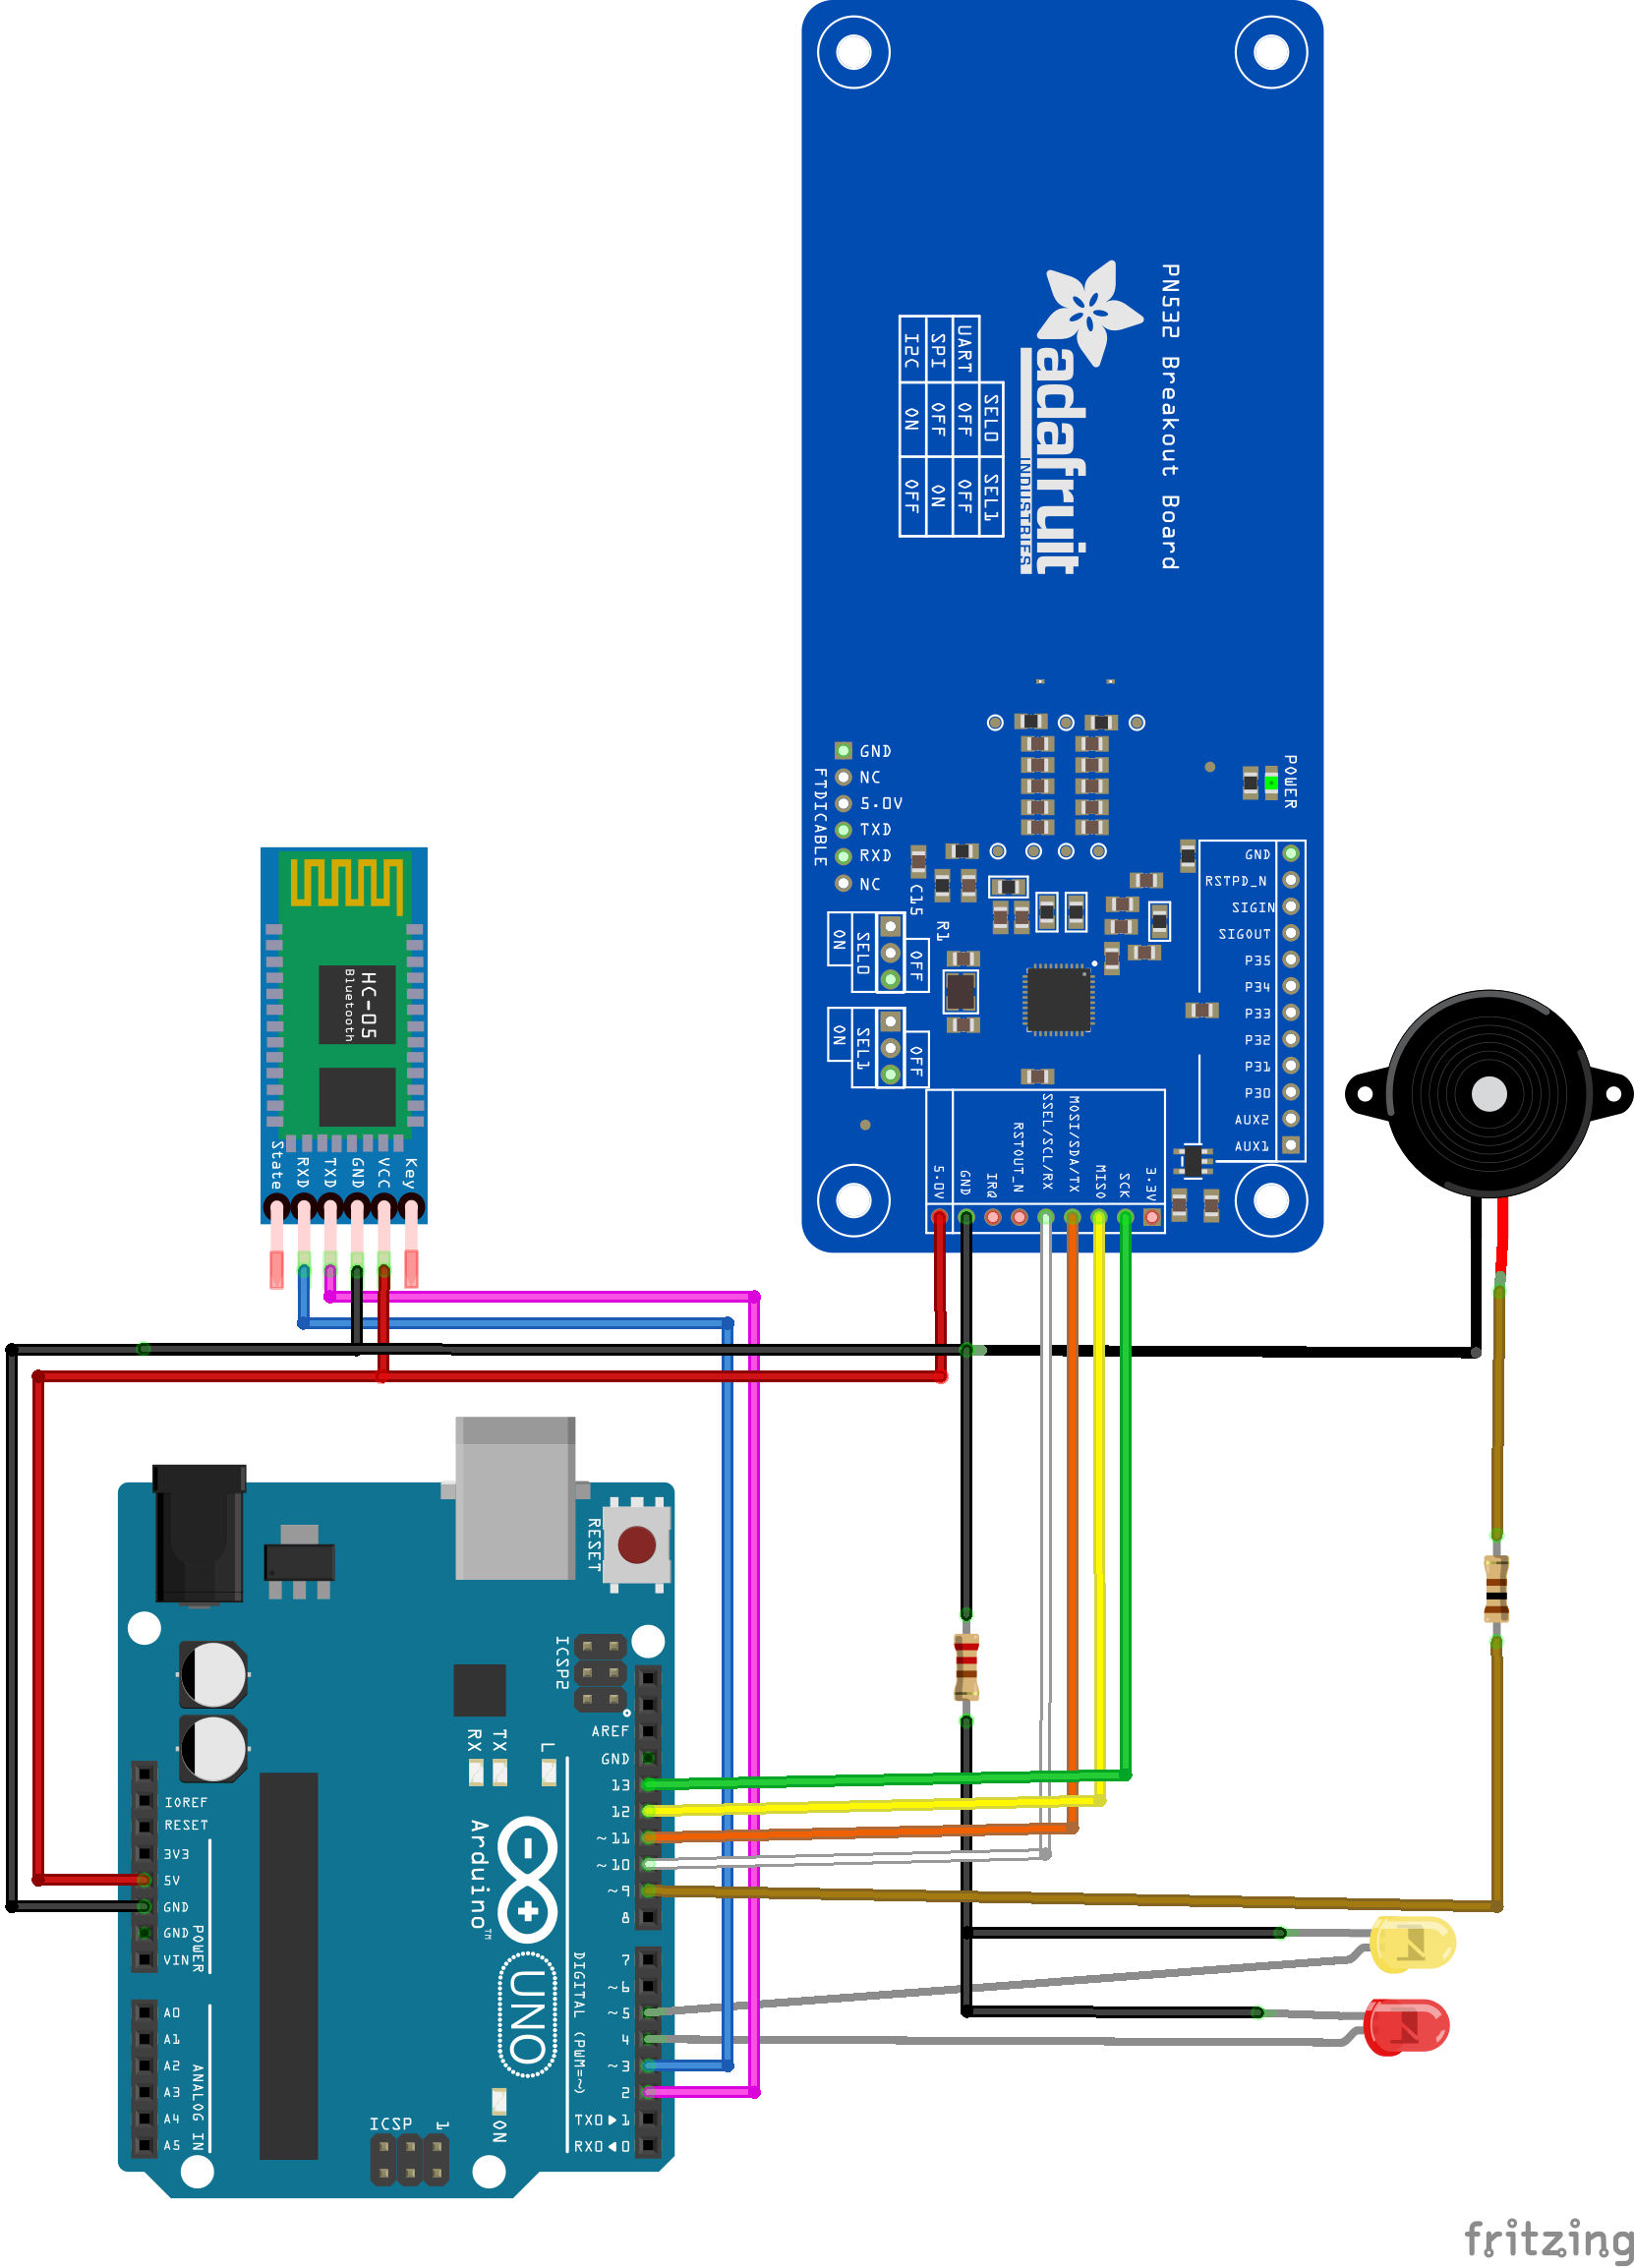 PN532 Breakout Board
adafruit
INDUSTRIES
SEL0 SEL1
UART OFF OFF
SPI OFF ON
I2C ON OFF
FTDICABLE
GND
NC
5.0V
TXD
RXD
NC
POWER
C15
R1
ON
SEL0
OFF
ON
SEL1
OFF
GND
RSTPD_N
SIGIN
SIGOUT
P35
P34
P33
P32
P31
P30
AUX2
AUX1
5.0V
GND
IRQ
RSTOUT_N
SSEL/SCL/RX
MOSI/SDA/TX
MISO
SCK
3.3V
HC-05
Bluetooth
State
RXD
TXD
GND
VCC
Key
RESET
ICSP2
AREF
GND
13
12
~11
~10
~9
8
7
~6
~5
4
~3
2
TX0▶1
RX0◀0
DIGITAL (PWM=~)
RX
TX
L
Arduino™
UNO
ON
IOREF
RESET
3V3
5V
GND
GND
VIN
POWER
A0
A1
A2
A3
A4
A5
ANALOG IN
ICSP
1
fritzing